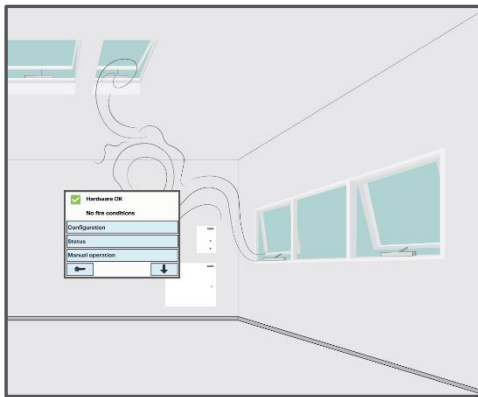 Hardware OK
No fire conditions
Configuration
Status
Manual operation